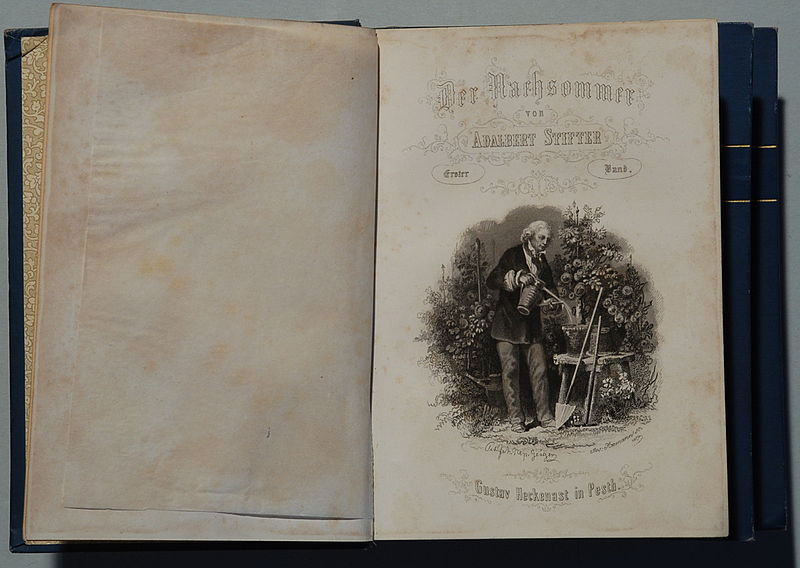 Der Nachsommer
VON
ADALBERT STIFTER
Erster Band.
Gustav Heckenast in Pesth.